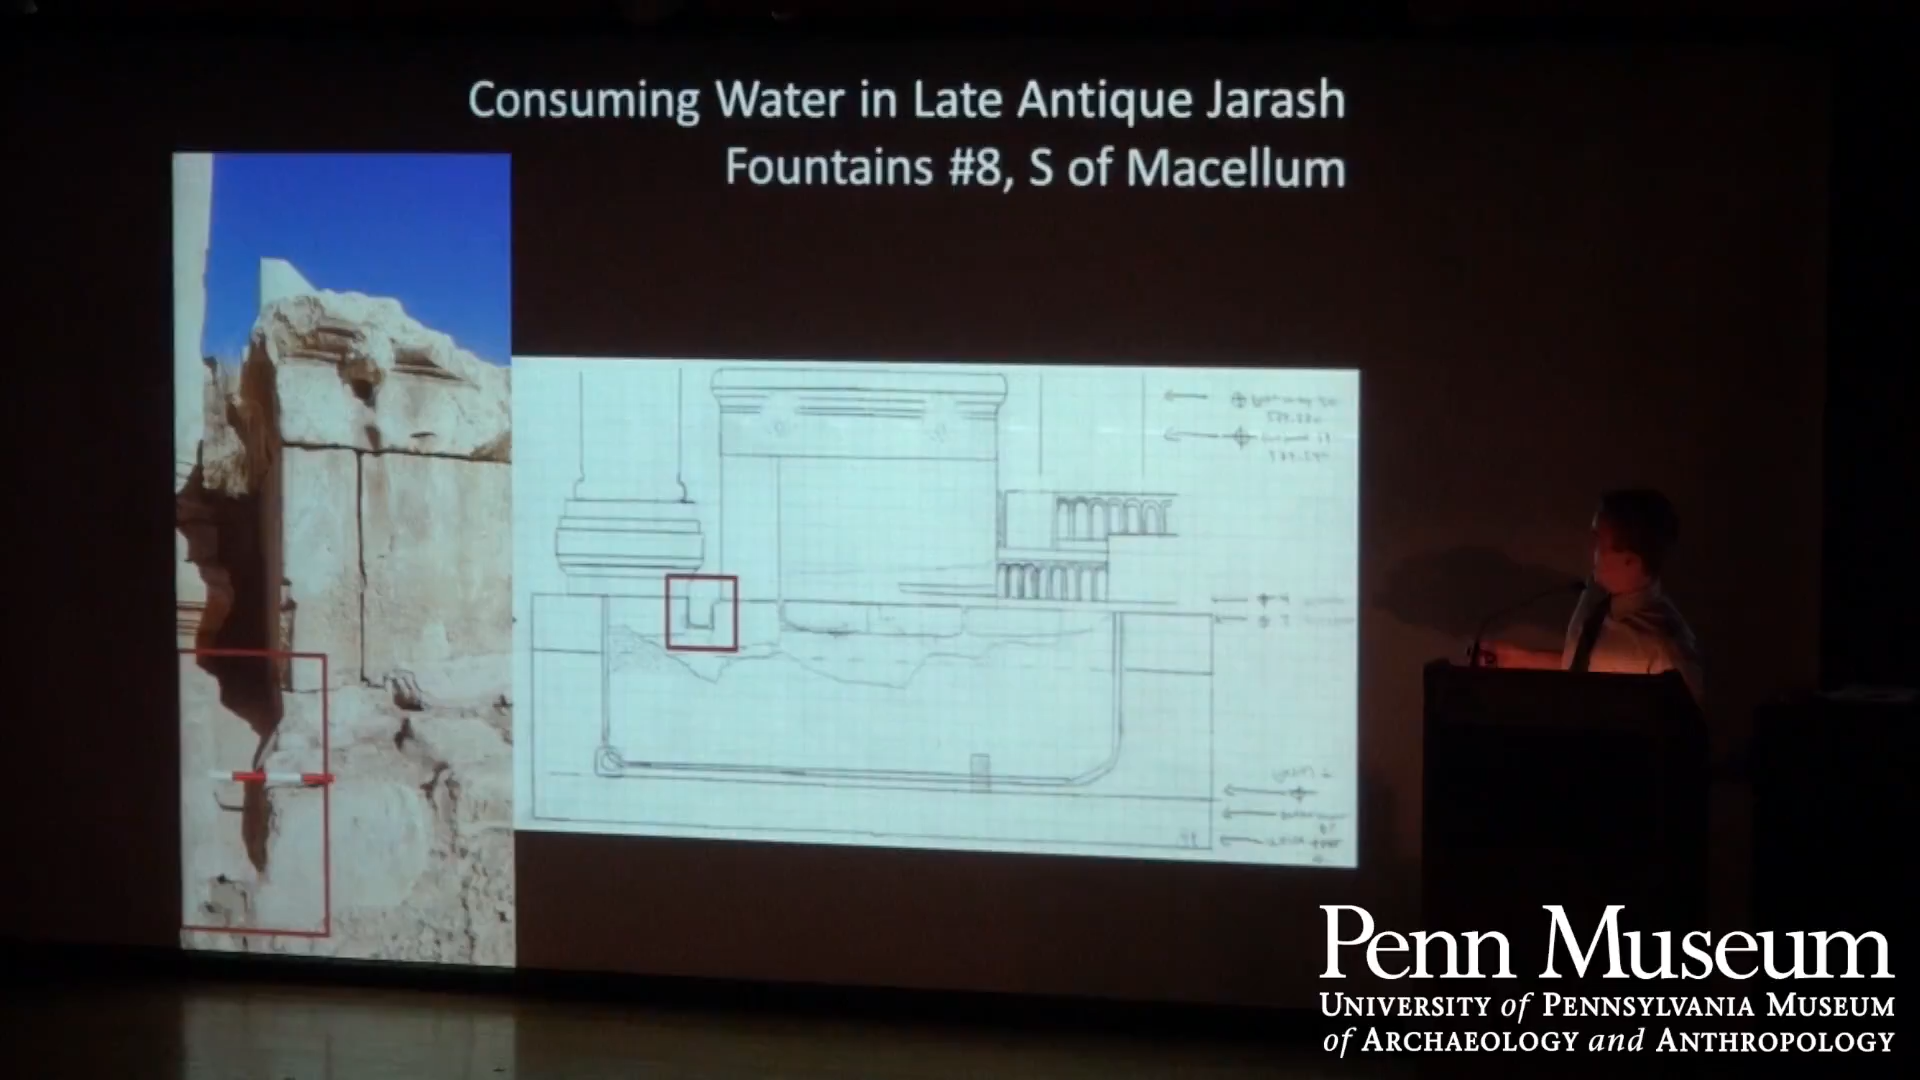 Consuming Water in Late Antique Jarash
Fountains #8, S of Macellum
Penn Museum
UNIVERSITY of PENNSYLVANIA MUSEUM
of ARCHAEOLOGY and ANTHROPOLOGY